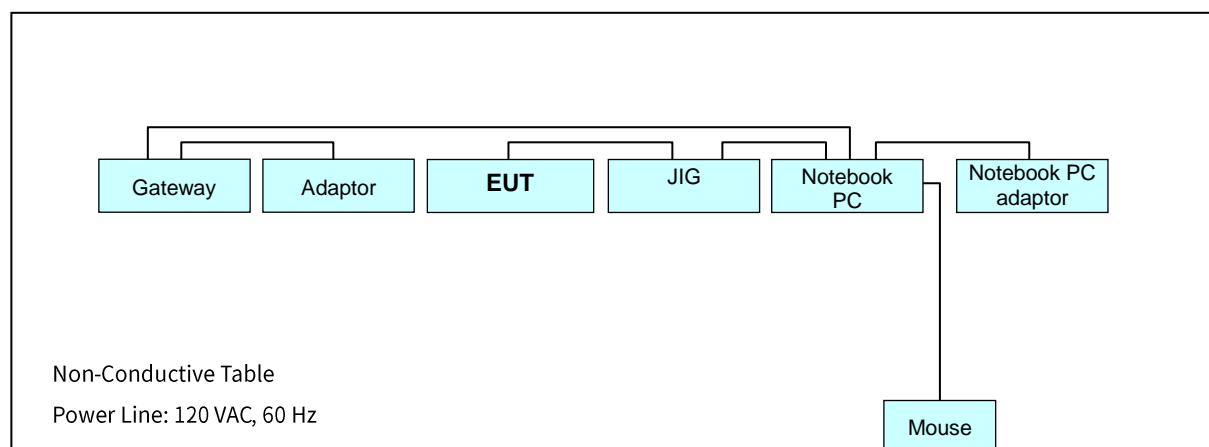 Gateway
Adaptor
EUT
JIG
Notebook
PC
Notebook PC
adaptor
Non-Conductive Table
Power Line: 120 VAC, 60 Hz
Mouse